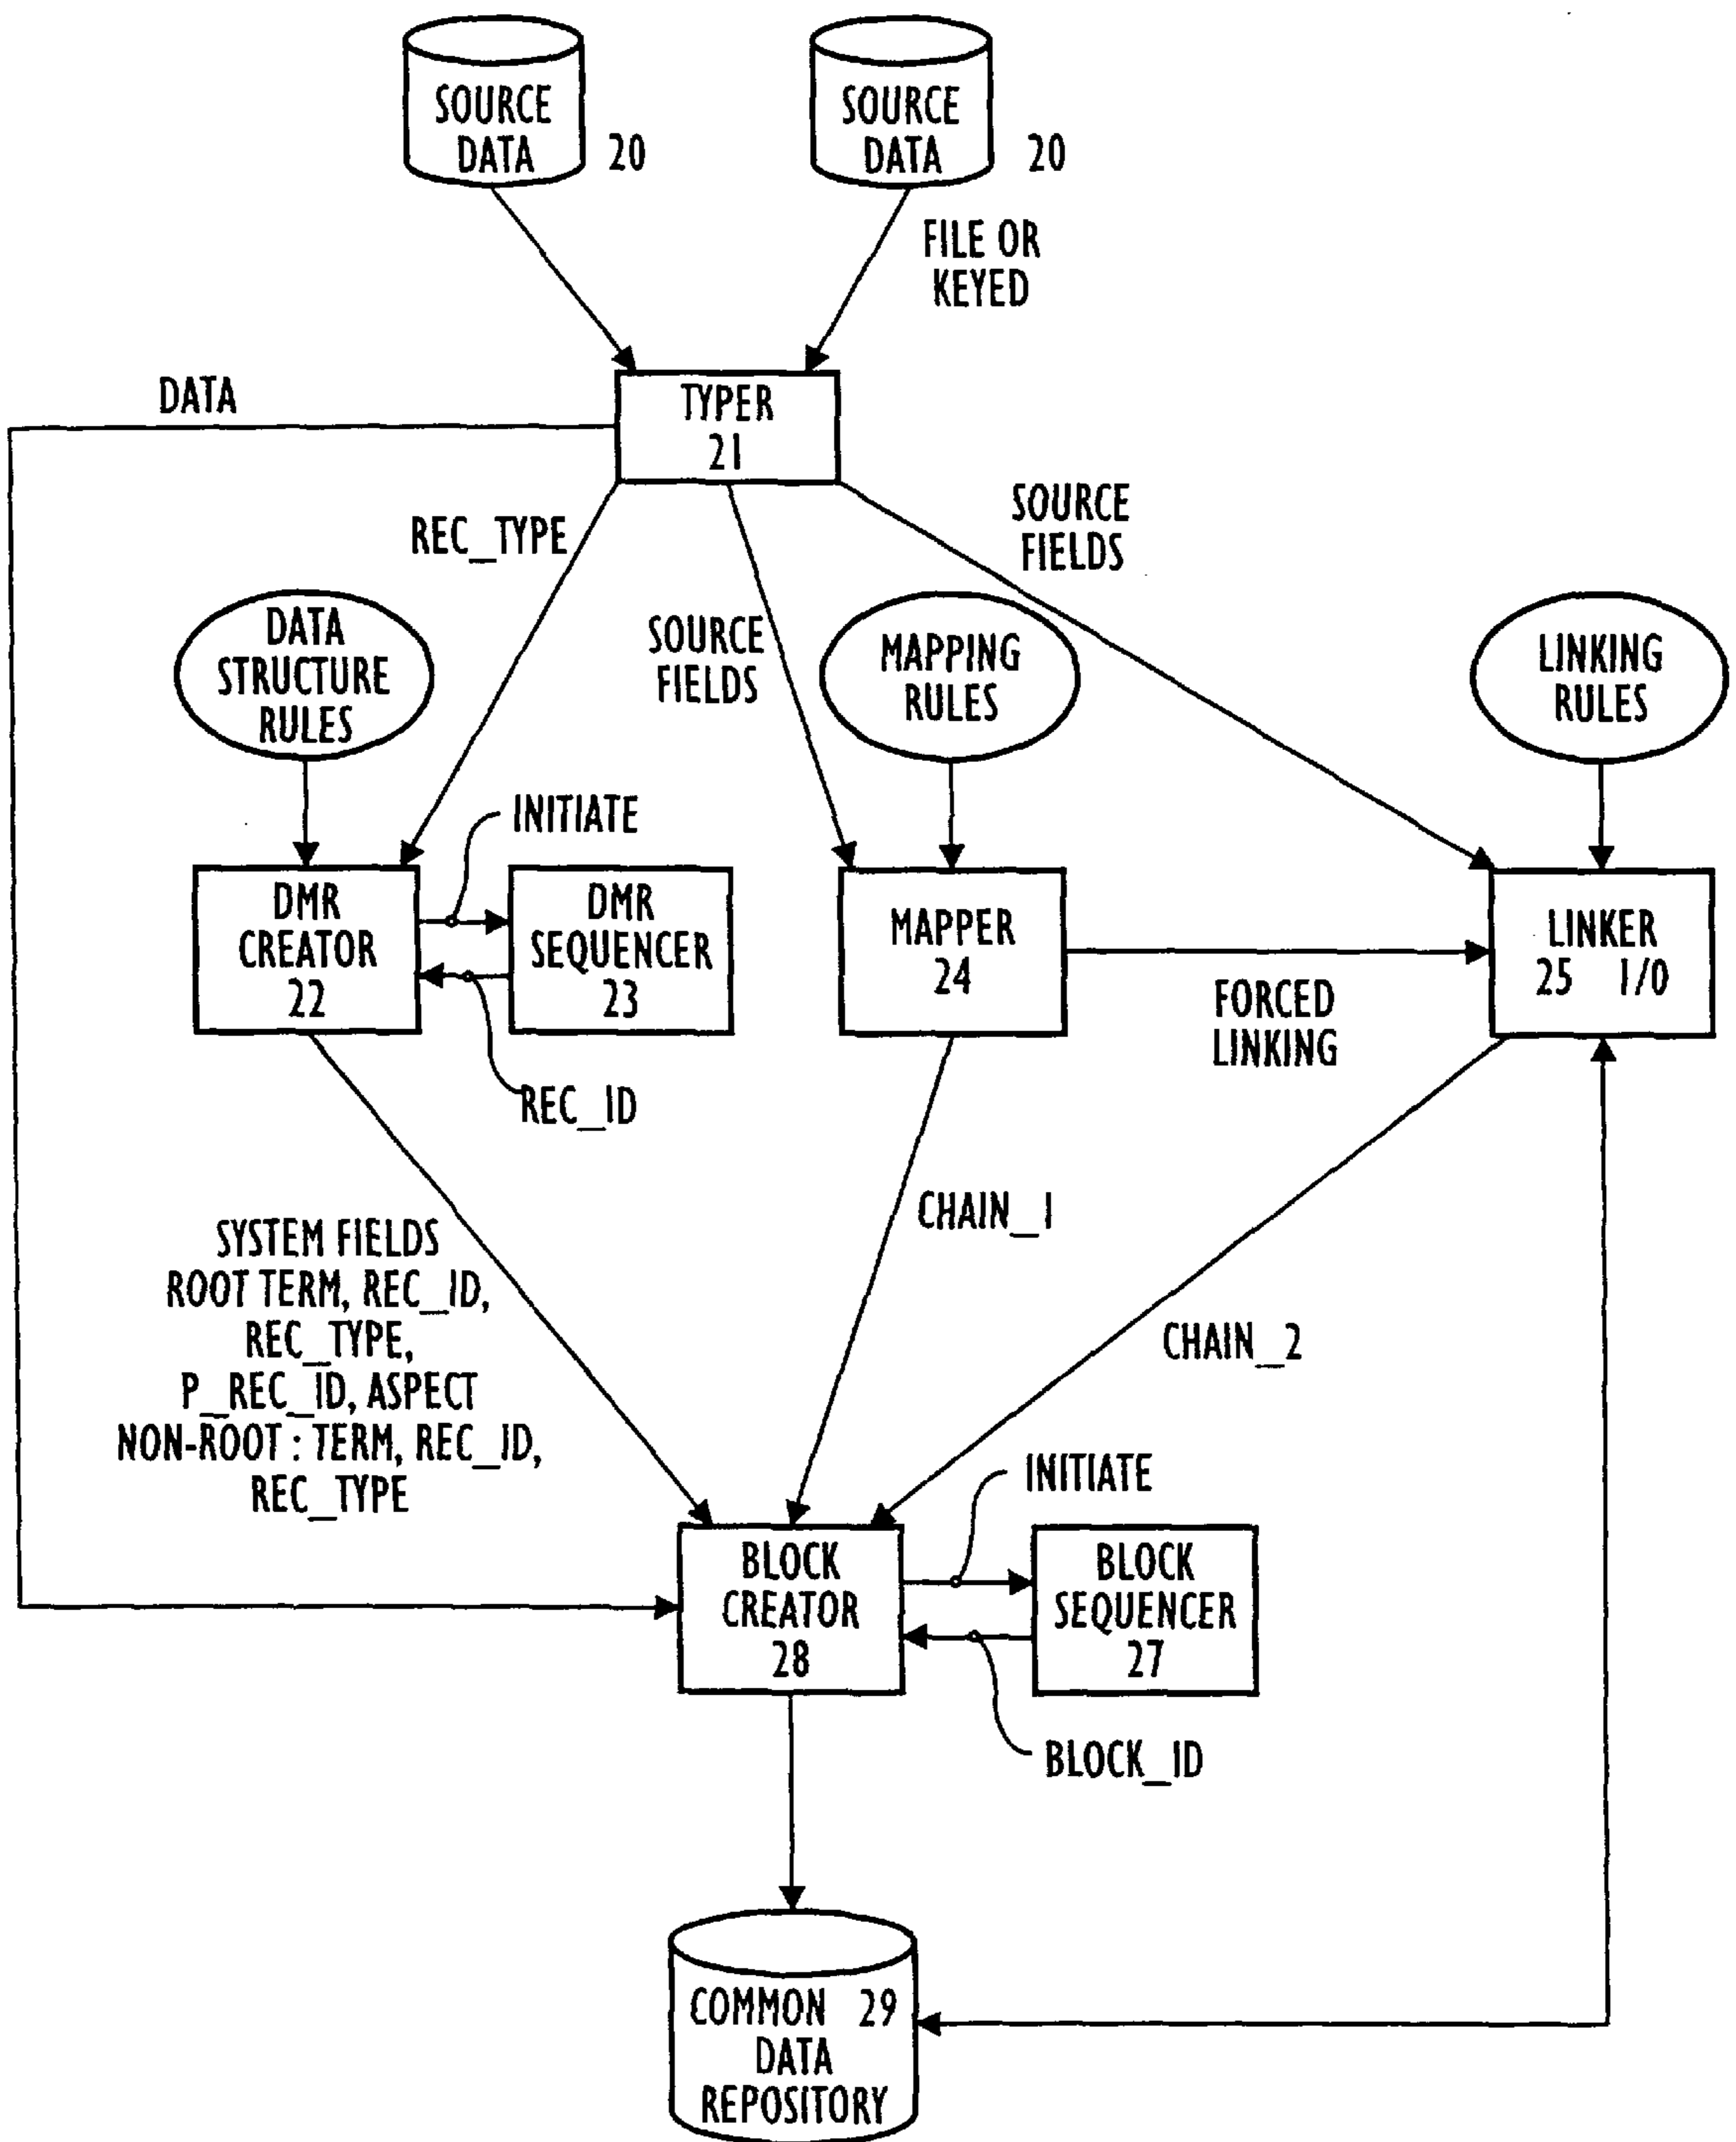 SOURCE
DATA
20
SOURCE
DATA
20
FILE OR
KEYED
DATA
TYPER
21
REC_TYPE
SOURCE
FIELDS
SOURCE
FIELDS
DATA
STRUCTURE
RULES
MAPPING
RULES
LINKING
RULES
INITIATE
DMR
CREATOR
22
DMR
SEQUENCER
23
REC_ID
MAPPER
24
FORCED
LINKING
LINKER
25 I/O
SYSTEM FIELDS
ROOT TERM, REC_ID,
REC_TYPE,
P_REC_ID, ASPECT
NON-ROOT : TERM, REC_ID,
REC_TYPE
CHAIN_1
CHAIN_2
INITIATE
BLOCK
CREATOR
28
BLOCK
SEQUENCER
27
BLOCK_ID
COMMON 29
DATA
REPOSITORY